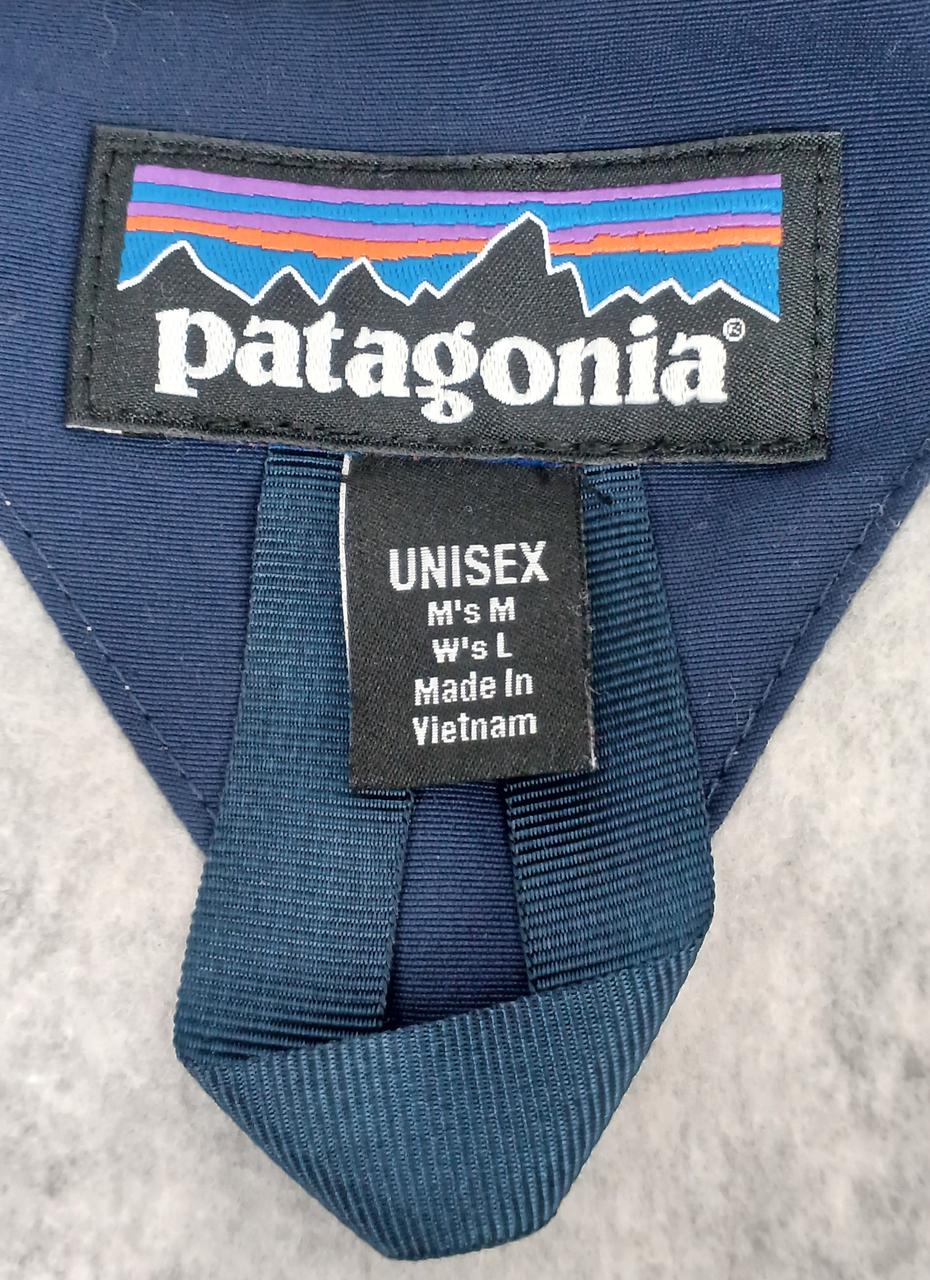 patagonia®
UNISEX
M's M
W's L
Made In
Vietnam